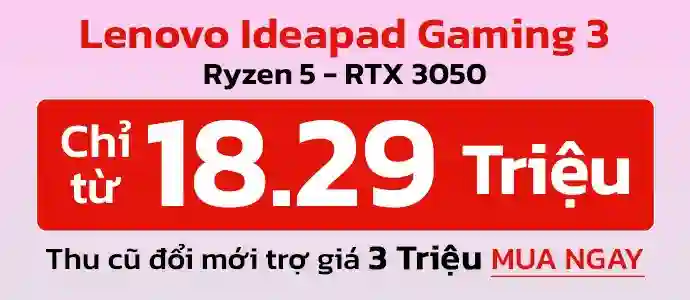 Lenovo Ideapad Gaming 3
Ryzen 5 - RTX 3050
Chỉ từ 18.29 Triệu
Thu cũ đổi mới trợ giá 3 Triệu MUA NGAY